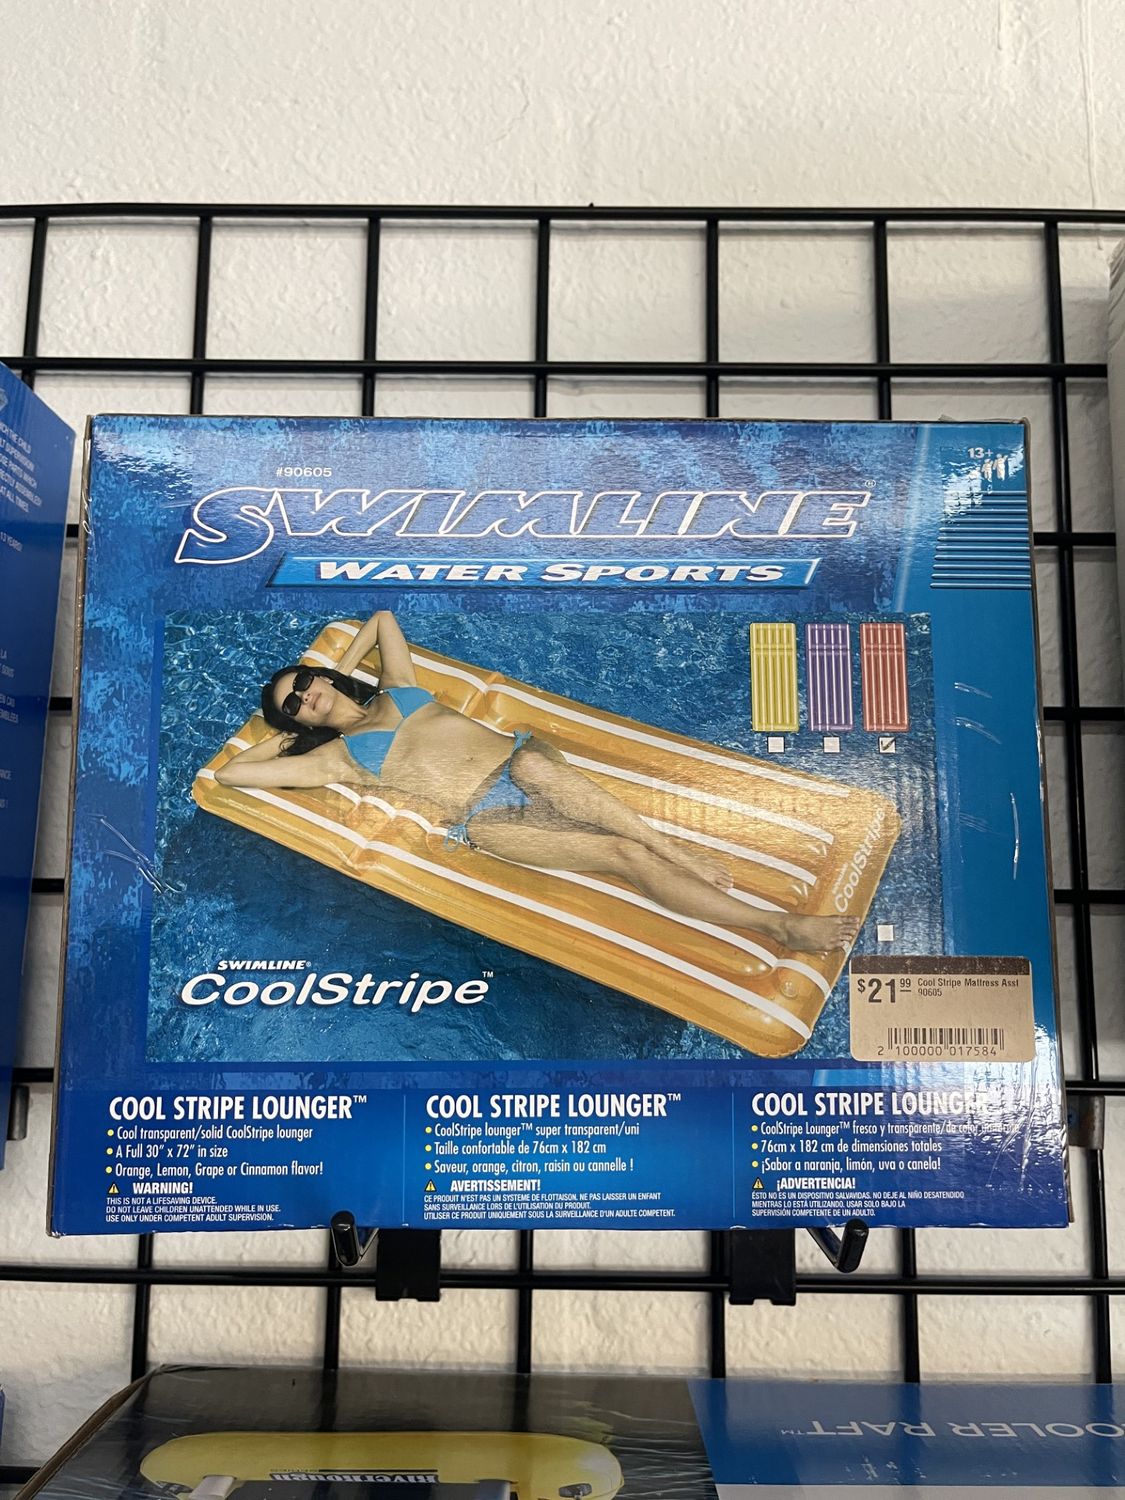 #90605
13+
SWIMLINE®
WATER SPORTS
CoolStripe
SWIMLINE®
CoolStripe™
$21 99 Cool Stripe Mattress Asst
90605
2 100000 017584
COOL STRIPE LOUNGER™
• Cool transparent/solid CoolStripe lounger
• A Full 30" x 72" in size
• Orange, Lemon, Grape or Cinnamon flavor!
WARNING!
THIS IS NOT A LIFESAVING DEVICE.
DO NOT LEAVE CHILDREN UNATTENDED WHILE IN USE.
USE ONLY UNDER COMPETENT ADULT SUPERVISION.
COOL STRIPE LOUNGER™
• CoolStripe lounger™ super transparent/uni
• Taille confortable de 76cm x 182 cm
• Saveur, orange, citron, raisin ou cannelle !
AVERTISSEMENT!
CE PRODUIT N'EST PAS UN SYSTEME DE FLOTTAISON. NE PAS LAISSER UN ENFANT
SANS SURVEILLANCE LORS DE L'UTILISATION DU PRODUIT.
UTILISER CE PRODUIT UNIQUEMENT SOUS LA SURVEILLANCE D'UN ADULTE COMPETENT.
COOL STRIPE LOUNGER
• CoolStripe Lounge™ fresco y transparente/de color
• 76cm x 182 cm de dimensiones totales
• ¡Sabor a naranja, limón, uva o canela!
¡ADVERTENCIA!
ÉSTO NO ES UN DISPOSITIVO SALVAVIDAS. NO DEJE AL NIÑO DESATENDIDO
MIENTRAS LO ESTÁ UTILIZANDO. USAR SOLO BAJO LA
SUPERVISIÓN COMPETENTE DE UN ADULTO.
OOLER RAFT™